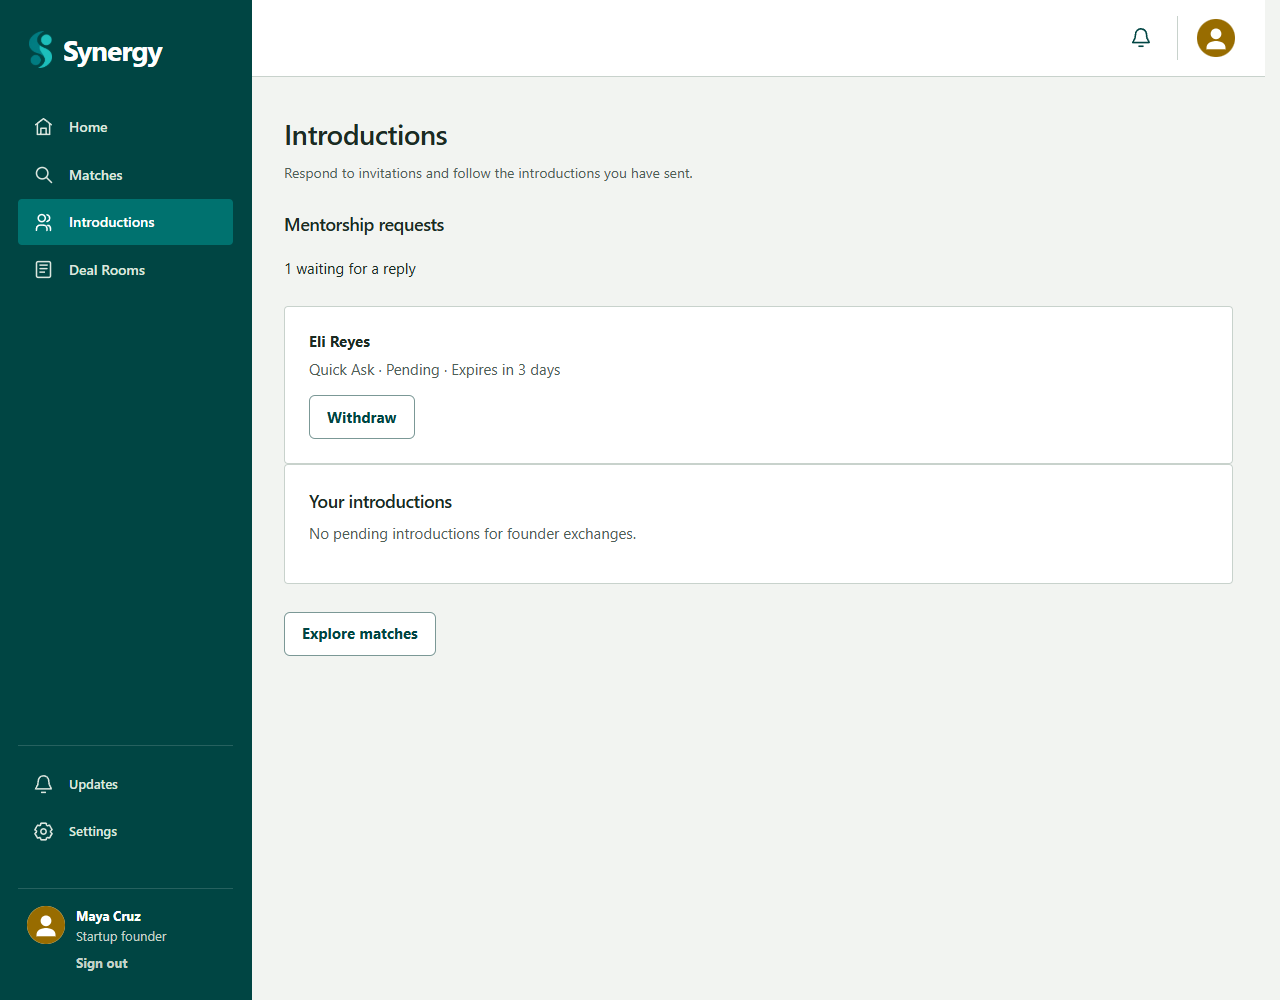 Synergy
Home
Matches
Introductions
Deal Rooms
Updates
Settings
Maya Cruz
Startup founder
Sign out
Introductions
Respond to invitations and follow the introductions you have sent.
Mentorship requests
1 waiting for a reply
Eli Reyes
Quick Ask · Pending · Expires in 3 days
Withdraw
Your introductions
No pending introductions for founder exchanges.
Explore matches